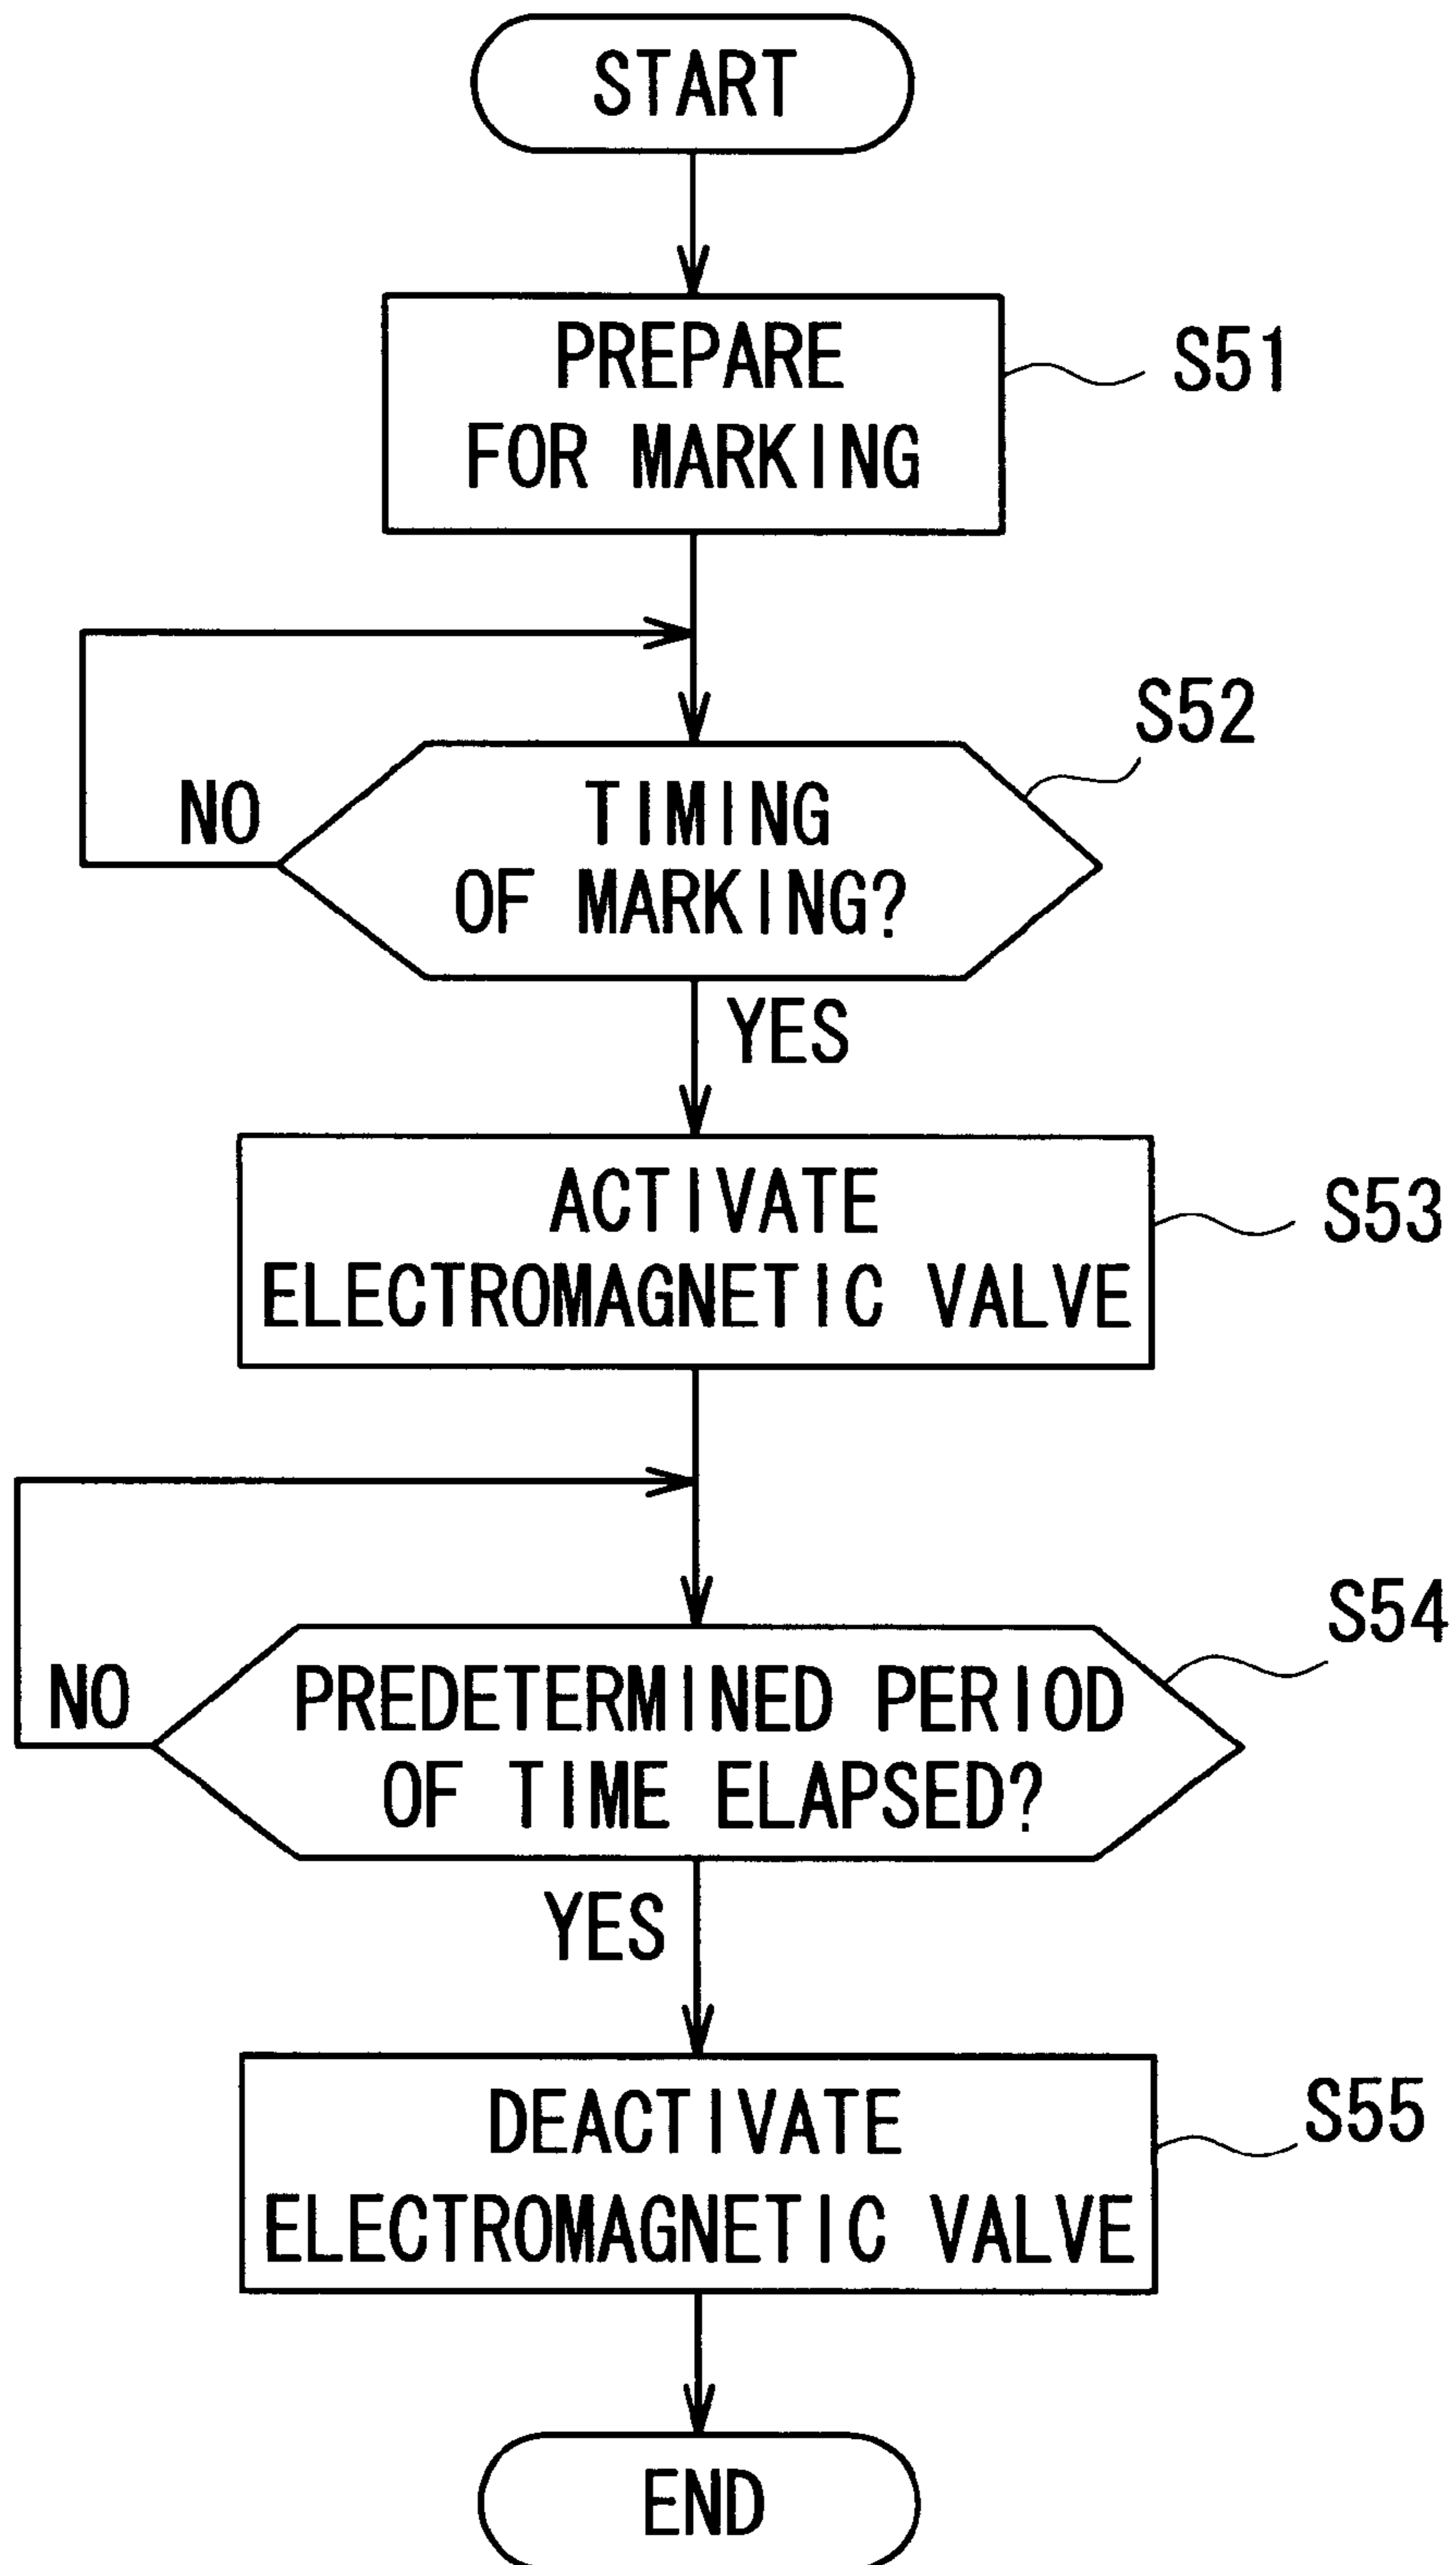 START
PREPARE
FOR MARKING
S51
S52
NO
TIMING
OF MARKING?
YES
ACTIVATE
ELECTROMAGNETIC VALVE
S53
S54
NO
PREDETERMINED PERIOD
OF TIME ELAPSED?
YES
DEACTIVATE
ELECTROMAGNETIC VALVE
S55
END